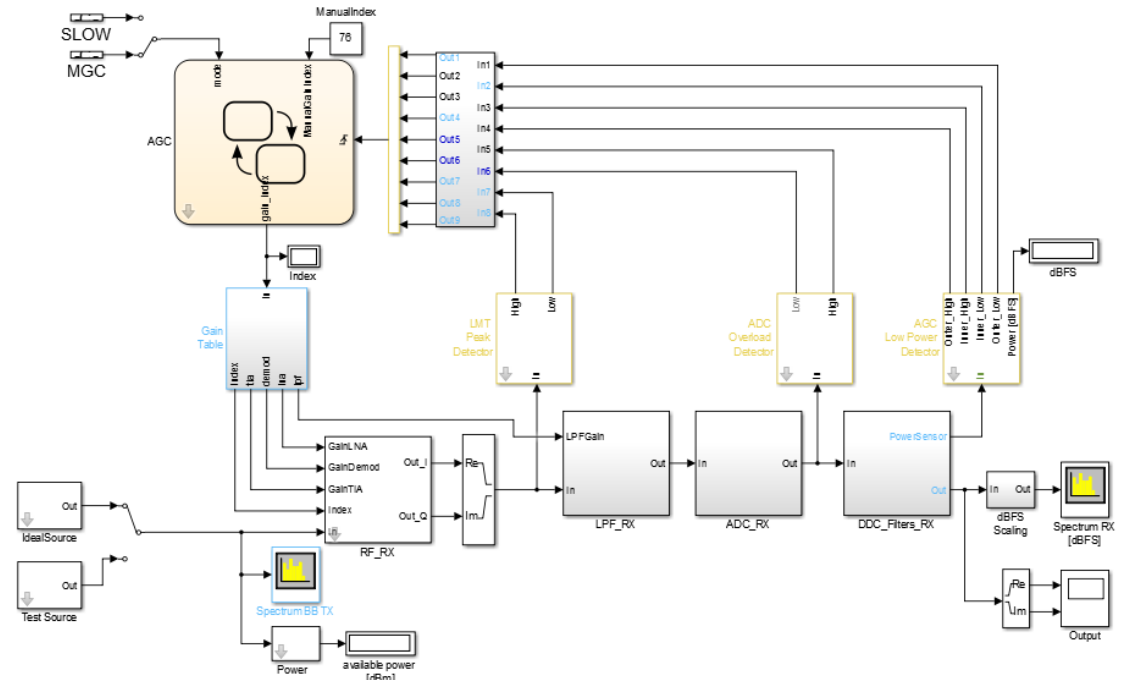 SLOW
MGC
ManualIndex
76
mode
ManualGainIndex
AGC
gain_index
Out1
Out2
Out3
Out4
Out5
Out6
Out7
Out8
Out9
In1
In2
In3
In4
In5
In6
In7
In8
Index
dBFS
In
Gain
Table
Index
tia
demod
lna
lpf
LMT
Peak
Detector
High
Low
In
ADC
Overload
Detector
Low
High
In
AGC
Low Power
Detector
Outer_High
Inner_High
Inner_Low
Outer_Low
Power [dBFS]
In
GainLNA
GainDemod
GainTIA
Index
In
Out_I
Out_Q
RF_RX
Re
Im
LPFGain
In
Out
LPF_RX
In
Out
ADC_RX
In
PowerSensor
Out
DDC_Filters_RX
In
Out
dBFS
Scaling
Spectrum RX
[dBFS]
Re
Im
Output
Out
IdealSource
Out
Test Source
Spectrum BB TX
Power
available power
[dBm]